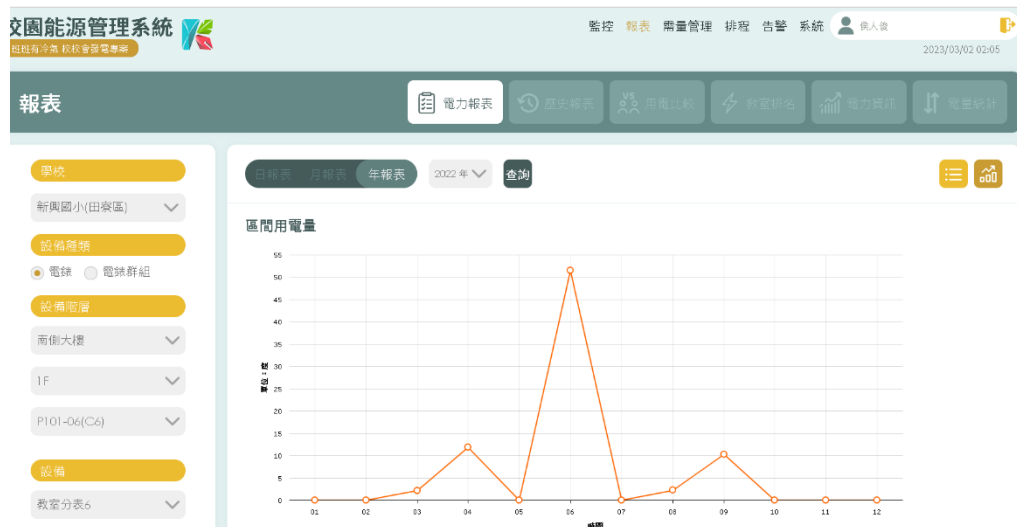 校園能源管理系統
班班有冷氣 校校會發電專案
監控 報表 需量管理 排程 告警 系統 侯人俊
2023/03/02 02:05
報表
電力報表 歷史報表 用電比較 教室排名 電力資訊 電量統計
學校
新興國小(田寮區)
設備種類
電錶 電錶群組
設備階層
南側大樓
1F
P101-06(C6)
設備
教室分表6
日報表 月報表 年報表 2022 年 查詢
區間用電量
單位：度
55
50
45
40
35
30
25
20
15
10
5
0
01 02 03 04 05 06 07 08 09 10 11 12